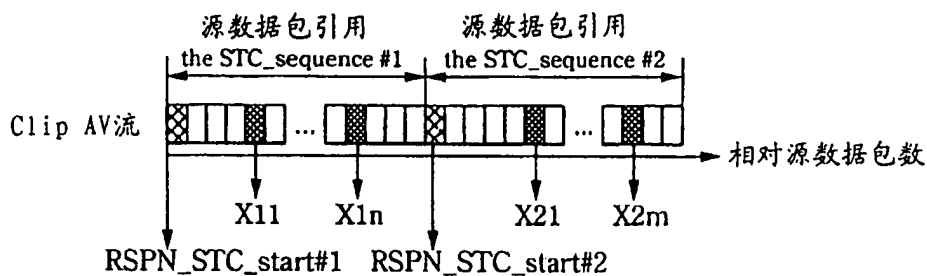 源数据包引用 源数据包引用
the STC_sequence #1 the STC_sequence #2
Clip AV流
... ...
相对源数据包数
X11 X1n X21 X2m
RSPN_STC_start#1 RSPN_STC_start#2